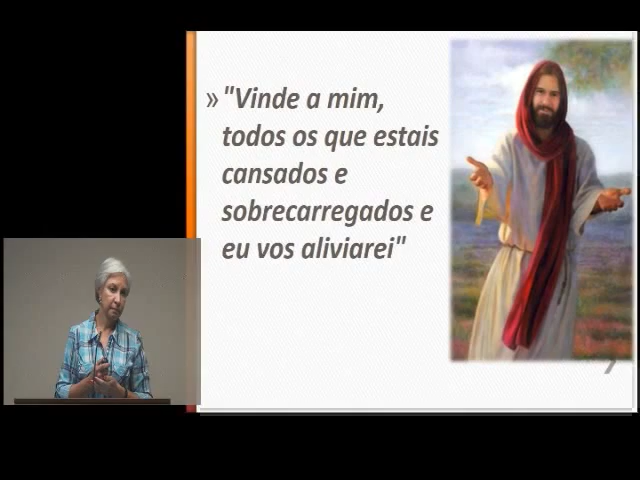 » "Vinde a mim,
todos os que estais
cansados e
sobrecarregados e
eu vos aliviarei"